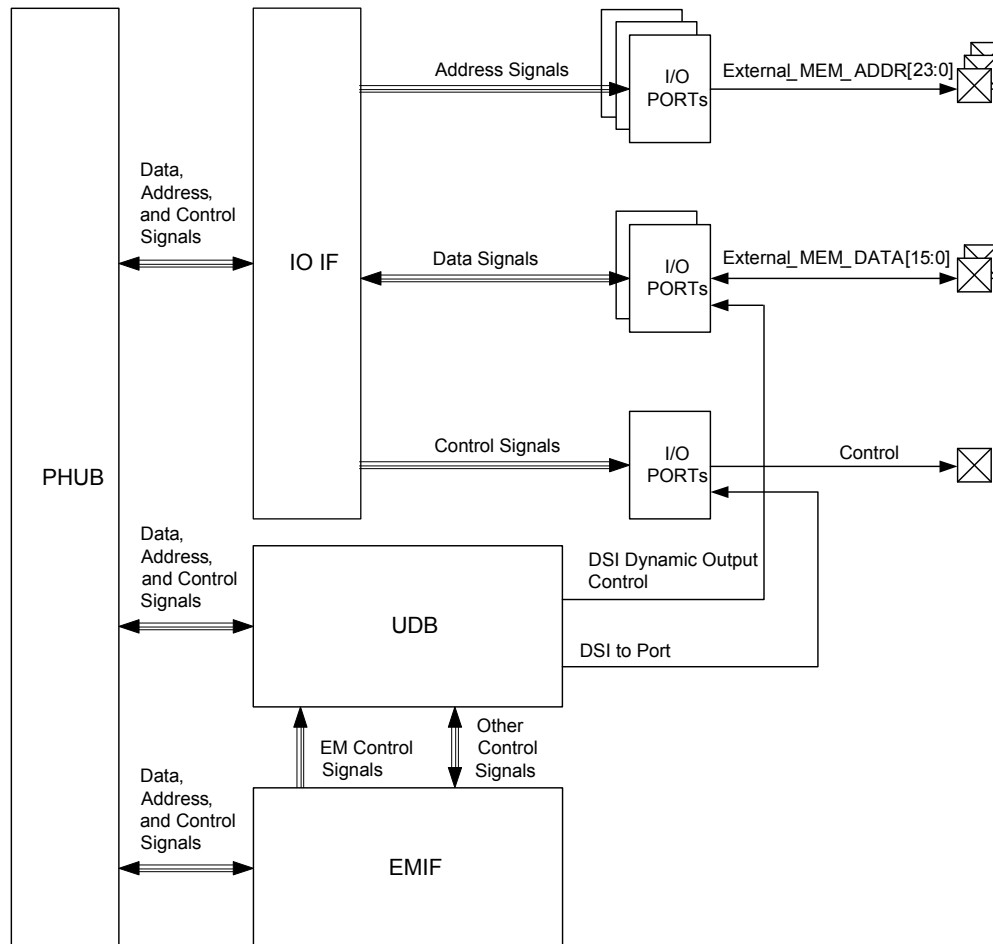 Address Signals
I/O
PORTs
External_MEM_ADDR[23:0]
Data,
Address,
and Control
Signals
IO IF
Data Signals
I/O
PORTs
External_MEM_DATA[15:0]
Control Signals
I/O
PORTs
Control
PHUB
Data,
Address,
and Control
Signals
DSI Dynamic Output
Control
UDB
DSI to Port
EM Control
Signals
Other
Control
Signals
Data,
Address,
and Control
Signals
EMIF